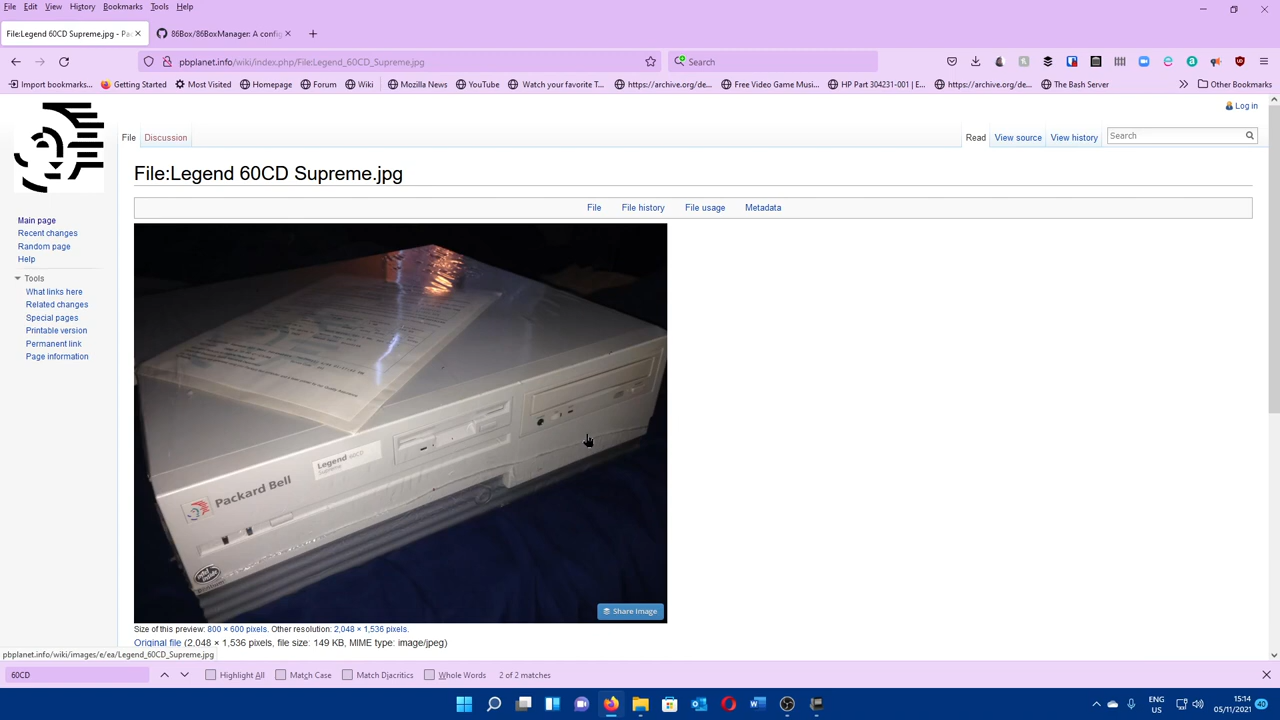 File Edit View History Bookmarks Tools Help
File:Legend 60CD Supreme.jpg - Pa
86Box/86BoxManager: A config
pbplanet.info/wiki/index.php/File:Legend_60CD_Supreme.jpg
Search
Import bookmarks... Getting Started Most Visited Homepage Forum Wiki Mozilla News YouTube Watch your favorite T... https://archive.org/de... Free Video Game Musi... HP Part 304231-001 | E... https://archive.org/de... The Bash Server Other Bookmarks
Log in
File Discussion Read View source View history Search
File:Legend 60CD Supreme.jpg
File File history File usage Metadata
Main page
Recent changes
Random page
Help
Tools
What links here
Related changes
Special pages
Printable version
Permanent link
Page information
Legend 60CD
Supreme
Packard Bell
Share Image
Size of this preview: 800 × 600 pixels. Other resolution: 2,048 × 1,536 pixels.
Original file (2,048 × 1,536 pixels, file size: 149 KB, MIME type: image/jpeg)
pbplanet.info/wiki/images/e/ea/Legend_60CD_Supreme.jpg
60CD Highlight All Match Case Match Diacritics Whole Words 2 of 2 matches
ENG
US
15:14
05/11/2021